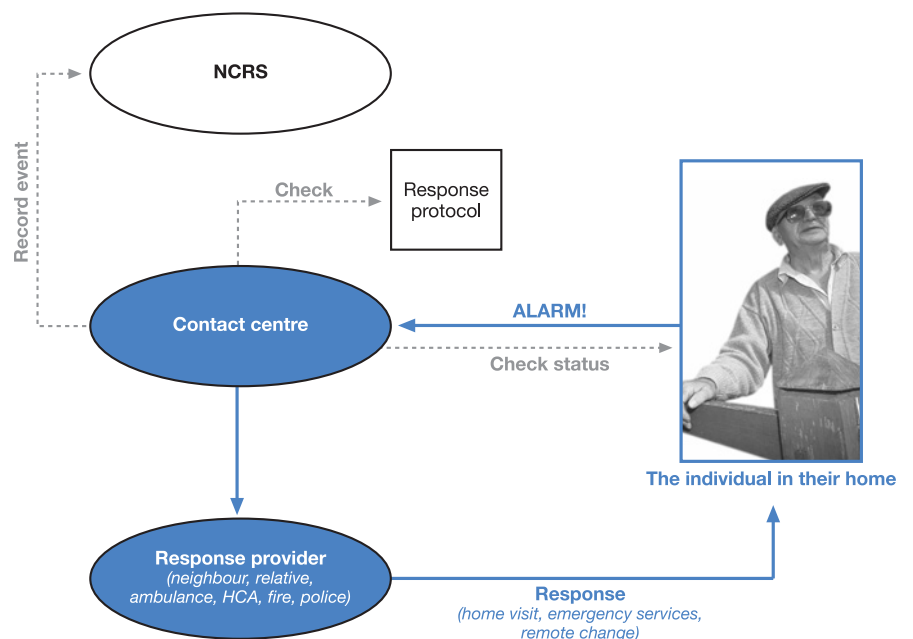 NCRS
Record event
Check
Response
protocol
Contact centre
ALARM!
Check status
The individual in their home
Response provider
(neighbour, relative,
ambulance, HCA, fire, police)
Response
(home visit, emergency services,
remote change)